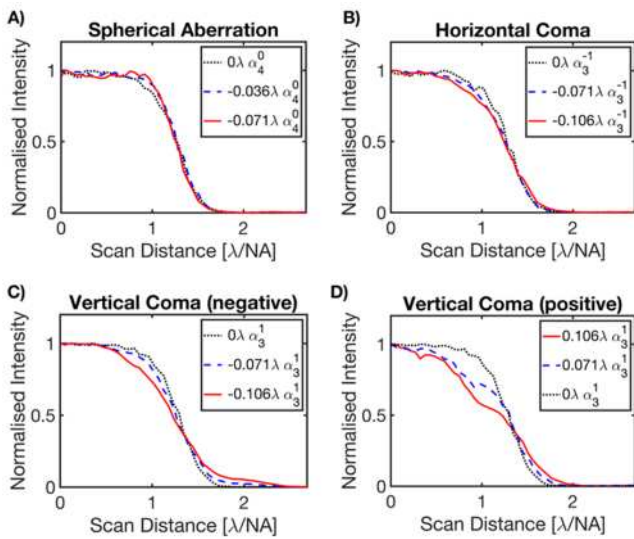 A) Spherical Aberration
Normalised Intensity
1
0.5
0
0λ α₄⁰
-0.036λ α₄⁰
-0.071λ α₄⁰
0 1 2
Scan Distance [λ/NA]
B) Horizontal Coma
Normalised Intensity
1
0.5
0
0λ α₃⁻¹
-0.071λ α₃⁻¹
-0.106λ α₃⁻¹
0 1 2
Scan Distance [λ/NA]
C) Vertical Coma (negative)
Normalised Intensity
1
0.5
0
0λ α₃¹
-0.071λ α₃¹
-0.106λ α₃¹
0 1 2
Scan Distance [λ/NA]
D) Vertical Coma (positive)
Normalised Intensity
1
0.5
0
0.106λ α₃¹
-0.071λ α₃¹
0λ α₃¹
0 1 2
Scan Distance [λ/NA]